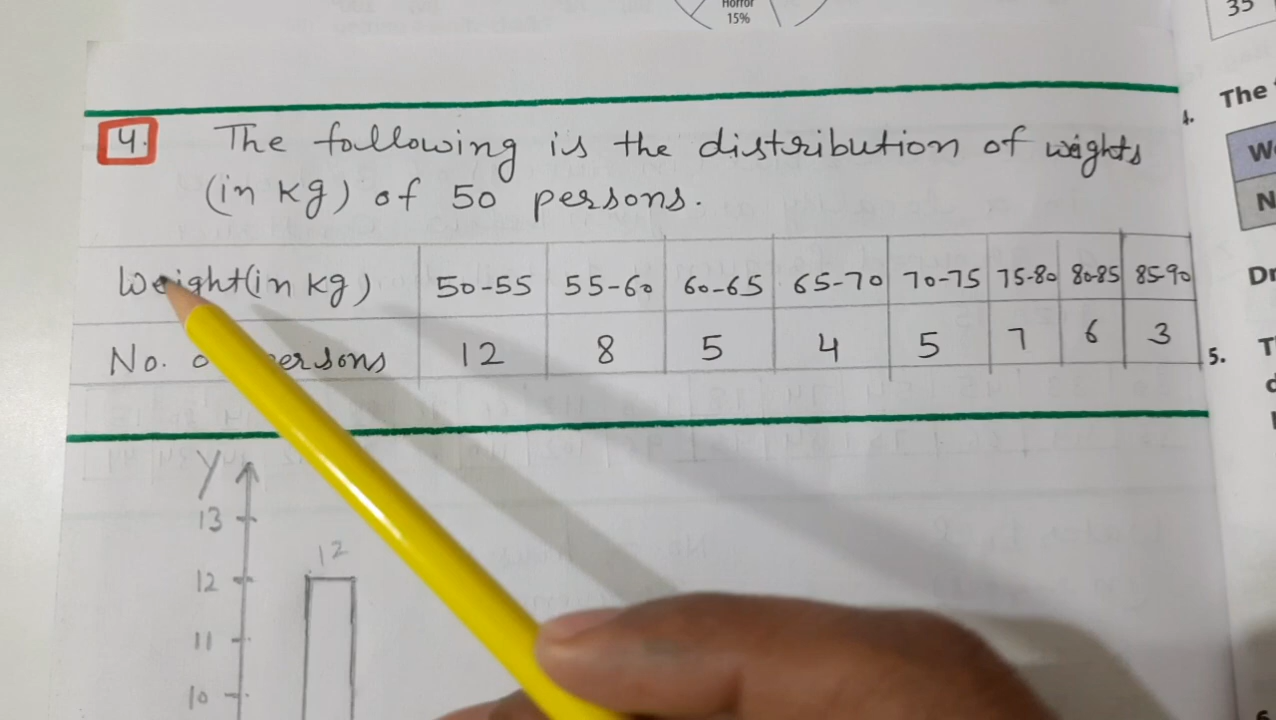 Horror
15%
35
4. The following is the distribution of weights
(in kg) of 50 persons.
Weight(in kg) 50-55 55-60 60-65 65-70 70-75 75-80 80-85 85-90
No. persons 12 8 5 4 5 7 6 3
Y
13
12
12
11
10
4. The
Dr
5.